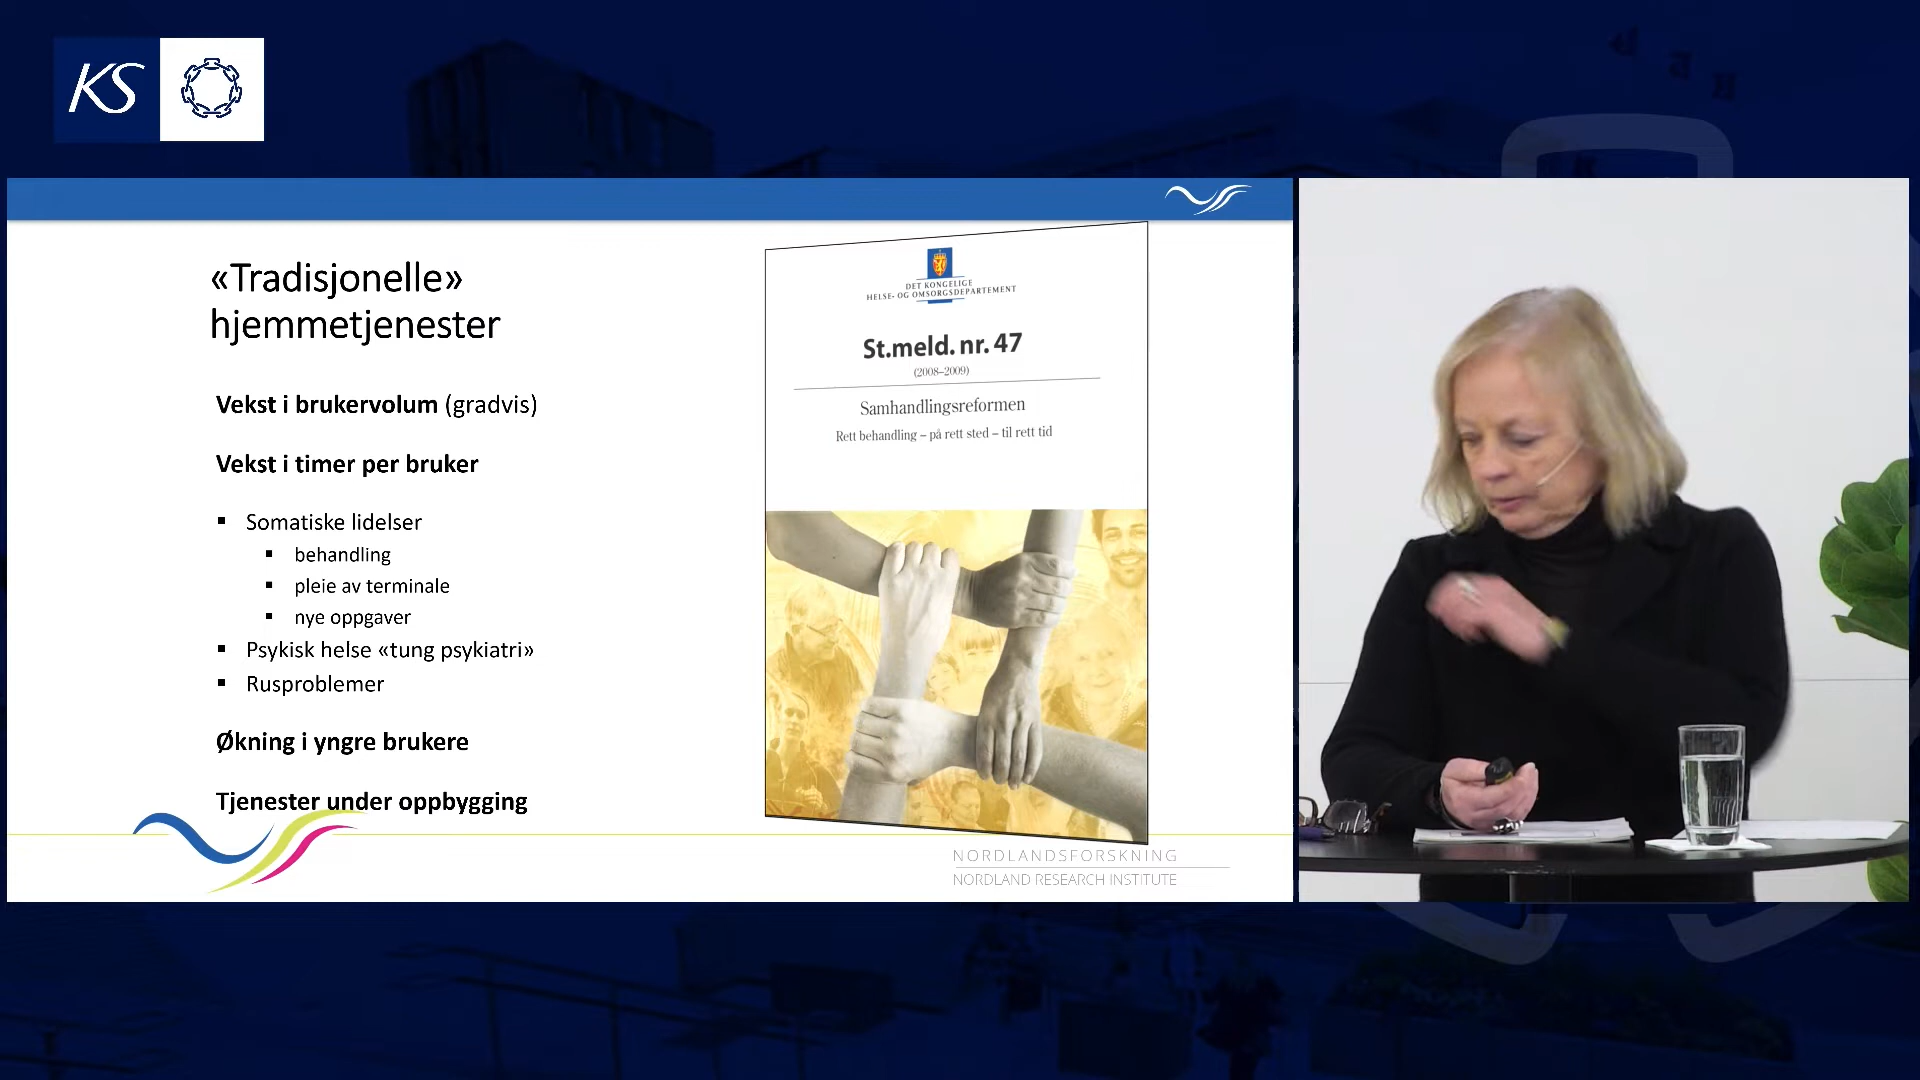 KS
«Tradisjonelle»
hjemmetjenester
Vekst i brukervolum (gradvis)
Vekst i timer per bruker
▪ Somatiske lidelser
▪ behandling
▪ pleie av terminale
▪ nye oppgaver
▪ Psykisk helse «tung psykiatri»
▪ Rusproblemer
Økning i yngre brukere
Tjenester under oppbygging
DET KONGELIGE
HELSE- OG OMSORGSDEPARTEMENT
St.meld. nr. 47
(2008–2009)
Samhandlingsreformen
Rett behandling – på rett sted – til rett tid
NORDLANDSFORSKNING
NORDLAND RESEARCH INSTITUTE